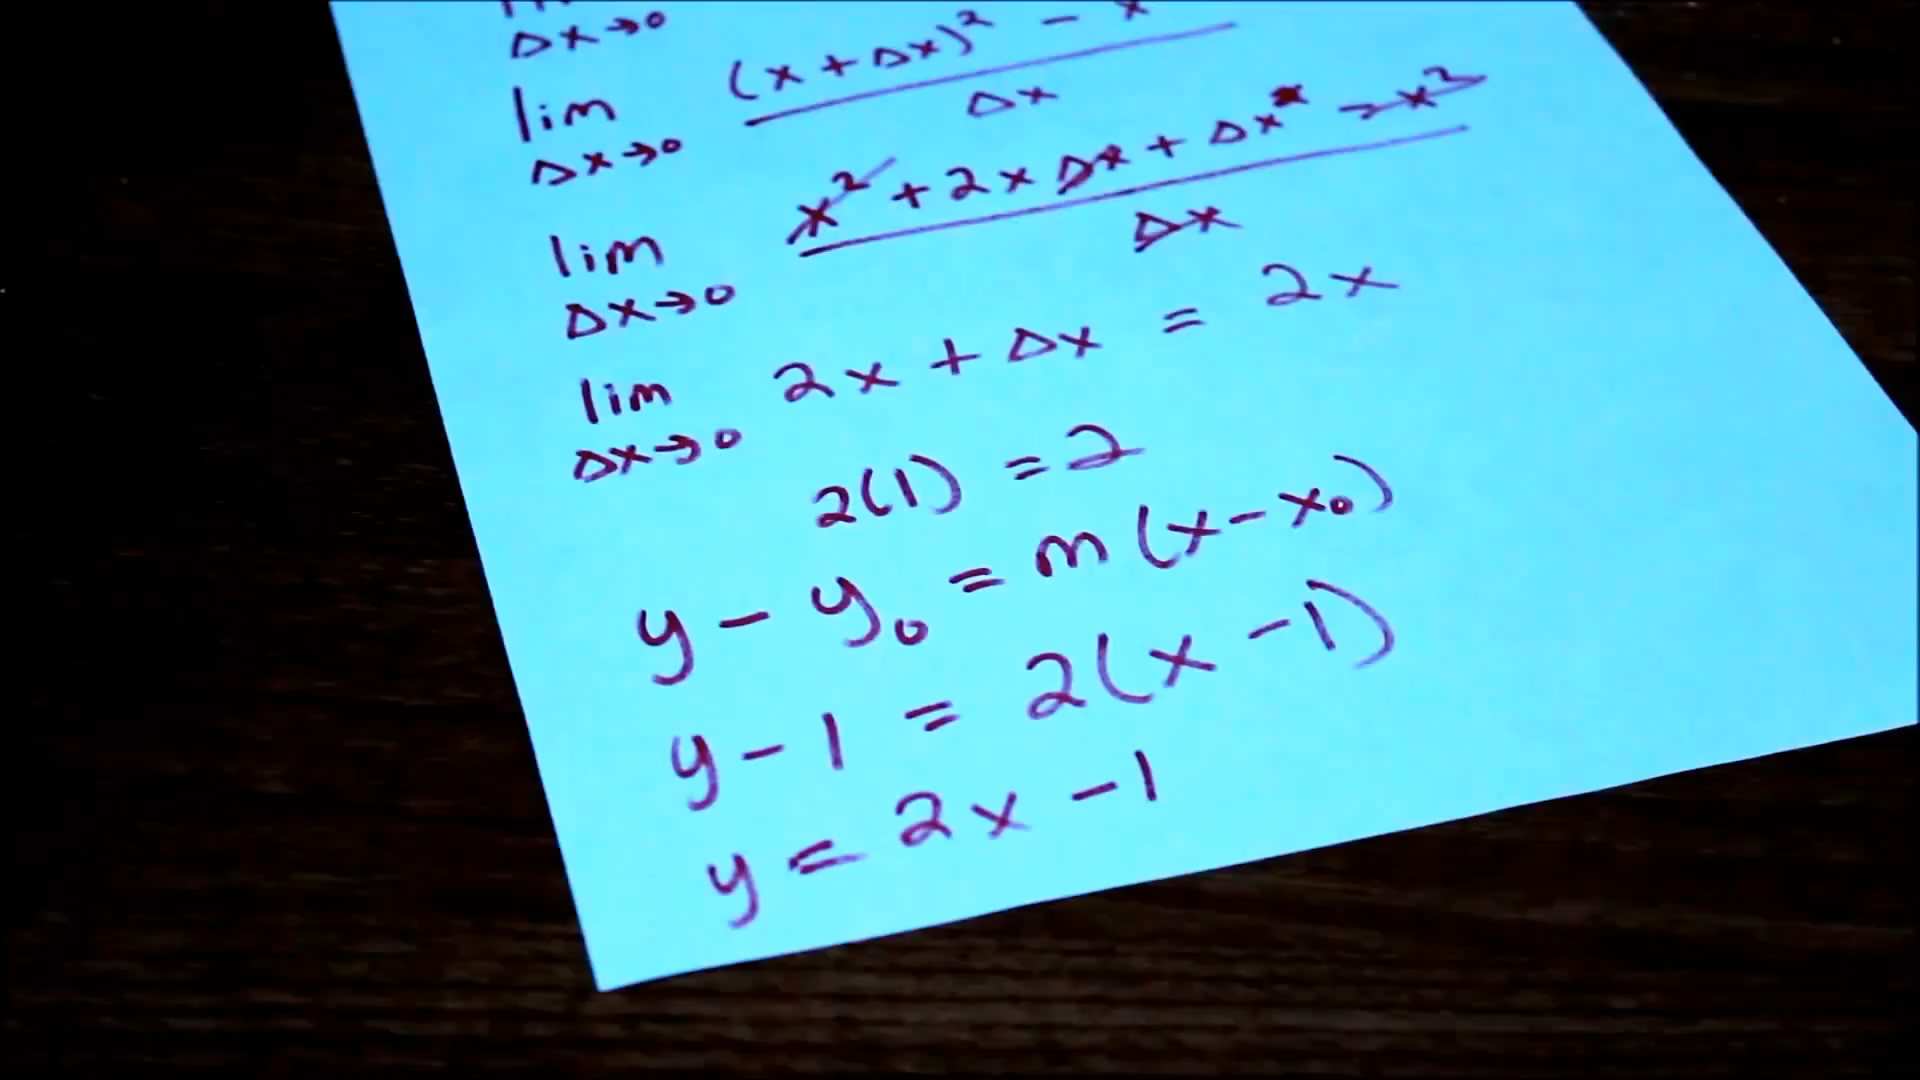 Δx→0
(x + Δx)² - x
lim
Δx→0
Δx
x² + 2xΔx + Δx² - x²
lim
Δx→0
Δx
lim
Δx→0
2x + Δx = 2x
2(1) = 2
y - y₀ = m(x - x₀)
y - 1 = 2(x - 1)
y = 2x - 1